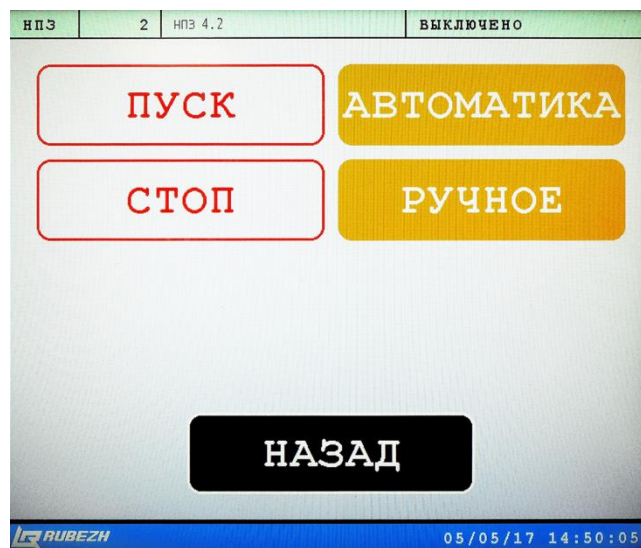 НПЗ 2 НПЗ 4.2 ВЫКЛЮЧЕНО
ПУСК АВТОМАТИКА
СТОП РУЧНОЕ
НАЗАД
RUBEZH 05/05/17 14:50:05